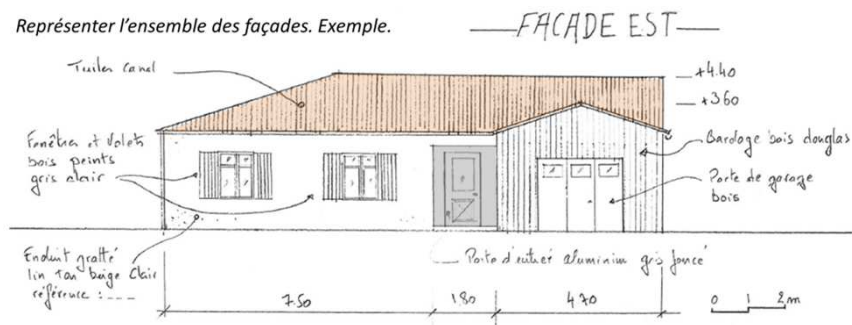 Représenter l'ensemble des façades. Exemple.
FACADE EST
Tuiles canal
+4.40
+3.60
Fenêtres et Volets
bois peints
gris clair
Bardage bois douglas
Porte de garage
bois
Enduit gratté
fin ton beige clair
référence : ----
Porte d'entrée aluminium gris foncé
7.50
1.80
4.70
0 1 2m